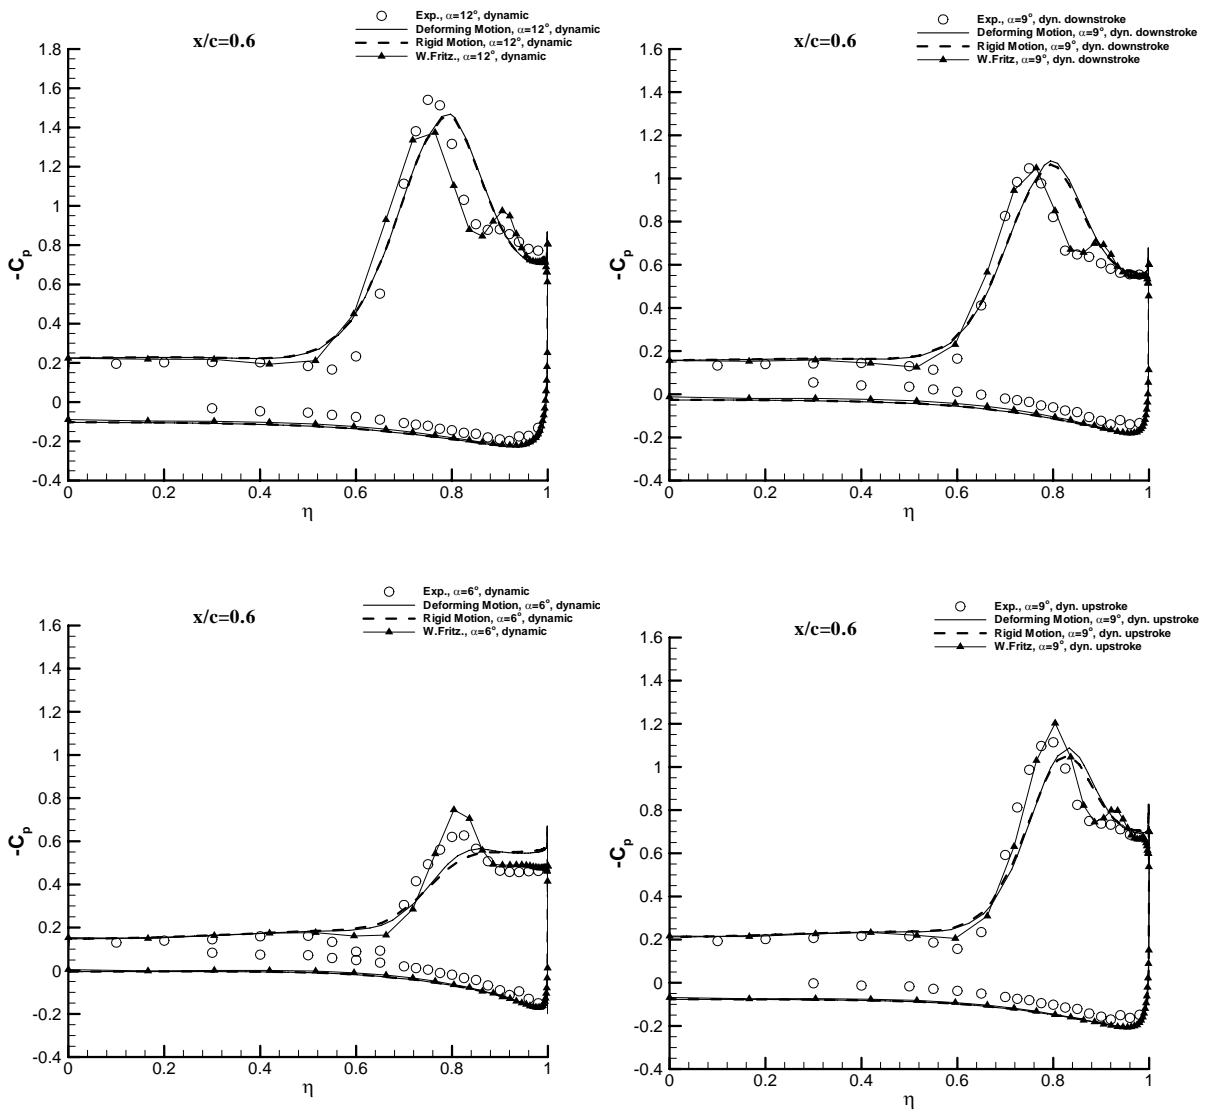 Exp., α=12°, dynamic
Deforming Motion, α=12°, dynamic
Rigid Motion, α=12°, dynamic
W.Fritz., α=12°, dynamic
x/c=0.6
1.8
1.6
1.4
1.2
1
0.8
0.6
0.4
0.2
0
-0.2
-0.4
-Cp
0 0.2 0.4 0.6 0.8 1
η
Exp., α=9°, dyn. downstroke
Deforming Motion, α=9°, dyn. downstroke
Rigid Motion, α=9°, dyn. downstroke
W.Fritz, α=9°, dyn. downstroke
x/c=0.6
1.6
1.4
1.2
1
0.8
0.6
0.4
0.2
0
-0.2
-0.4
-Cp
0 0.2 0.4 0.6 0.8 1
η
Exp., α=6°, dynamic
Deforming Motion, α=6°, dynamic
Rigid Motion, α=6°, dynamic
W.Fritz., α=6°, dynamic
x/c=0.6
1.6
1.4
1.2
1
0.8
0.6
0.4
0.2
0
-0.2
-0.4
-Cp
0 0.2 0.4 0.6 0.8 1
η
Exp., α=9°, dyn. upstroke
Deforming Motion, α=9°, dyn. upstroke
Rigid Motion, α=9°, dyn. upstroke
W.Fritz, α=9°, dyn. upstroke
x/c=0.6
1.6
1.4
1.2
1
0.8
0.6
0.4
0.2
0
-0.2
-0.4
-Cp
0 0.2 0.4 0.6 0.8 1
η